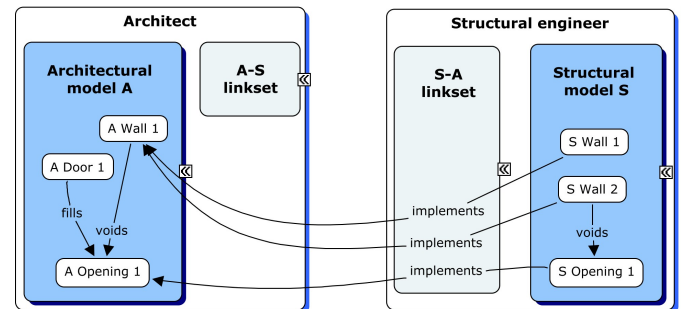 Architect
Architectural
model A
A-S
linkset
A Wall 1
A Door 1
fills
voids
A Opening 1
Structural engineer
S-A
linkset
Structural
model S
S Wall 1
S Wall 2
implements
implements
implements
voids
S Opening 1